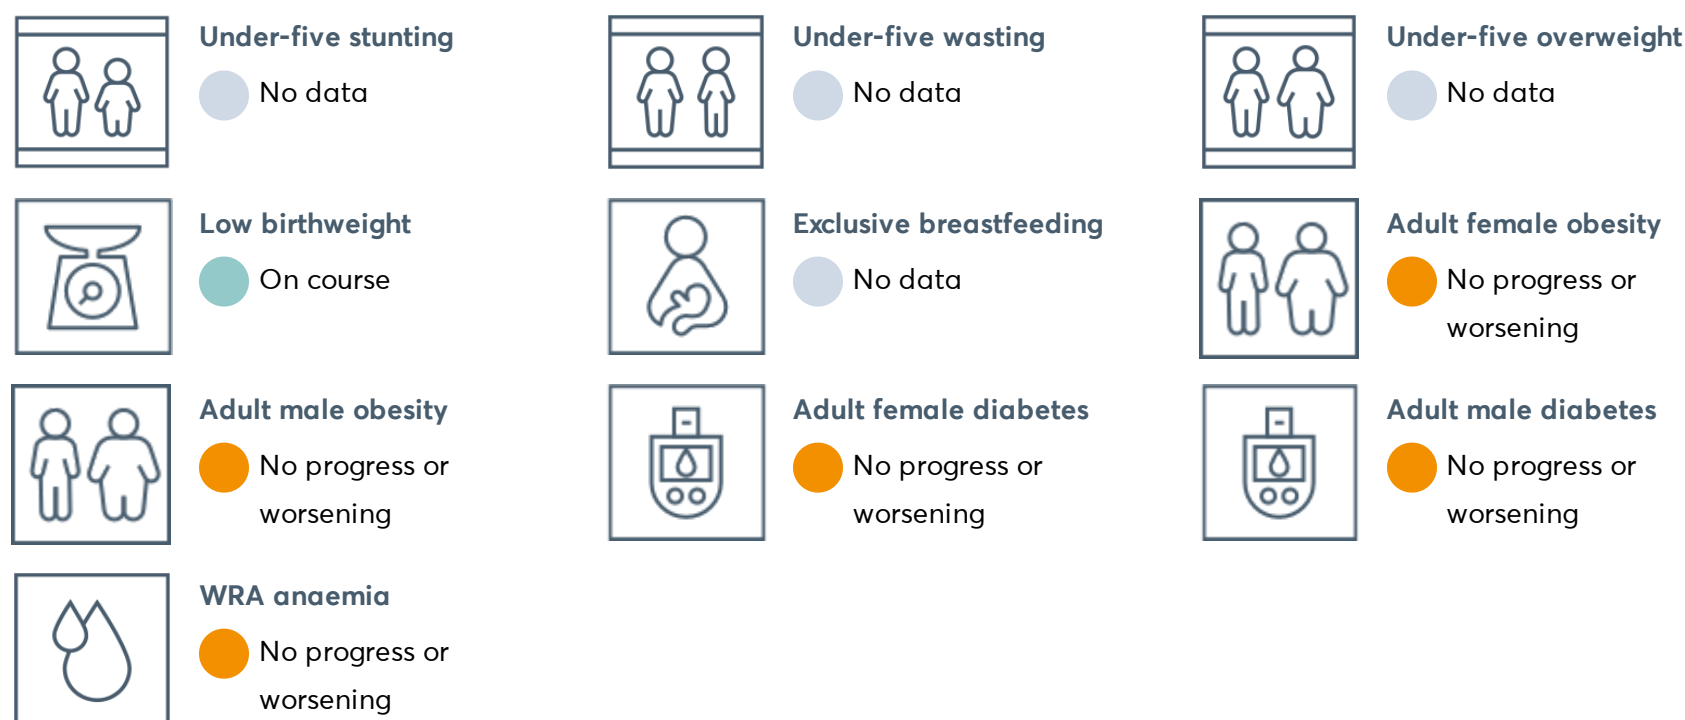 Under-five stunting
No data
Under-five wasting
No data
Under-five overweight
No data
Low birthweight
On course
Exclusive breastfeeding
No data
Adult female obesity
No progress or
worsening
Adult male obesity
No progress or
worsening
Adult female diabetes
No progress or
worsening
Adult male diabetes
No progress or
worsening
WRA anaemia
No progress or
worsening